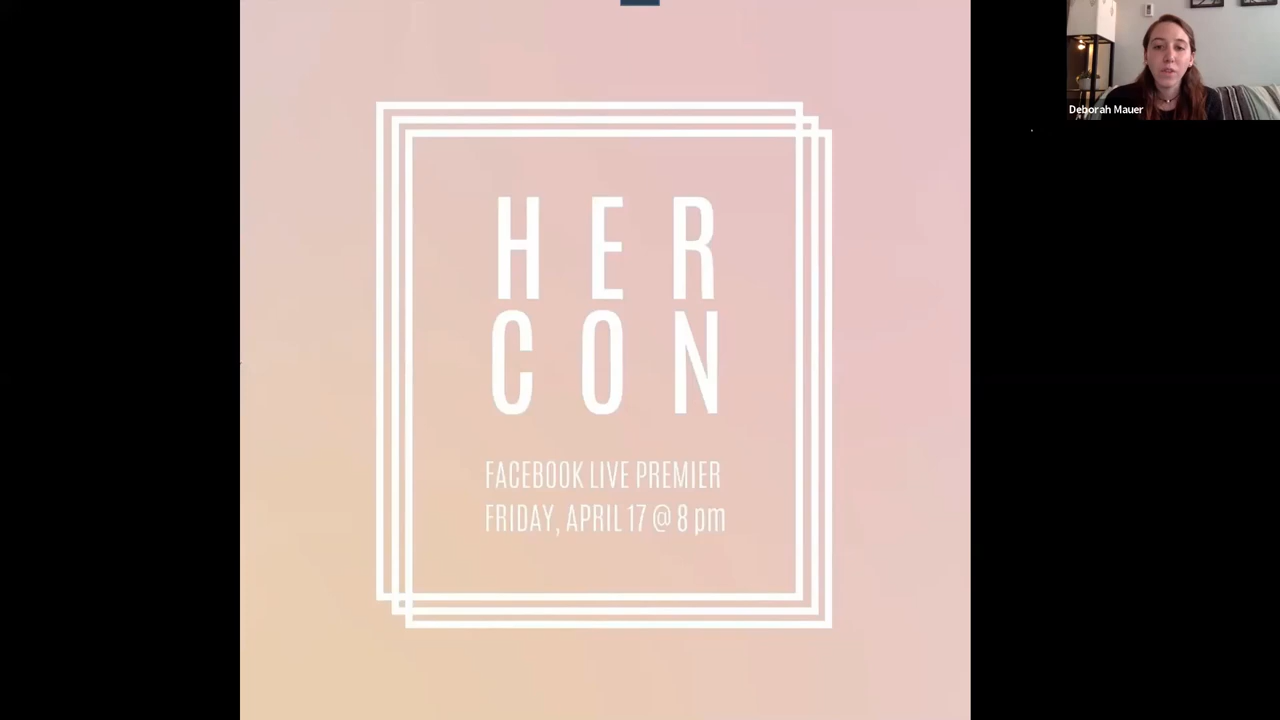 H E R
C O N
FACEBOOK LIVE PREMIER
FRIDAY, APRIL 17 @ 8 pm
Deborah Mauer